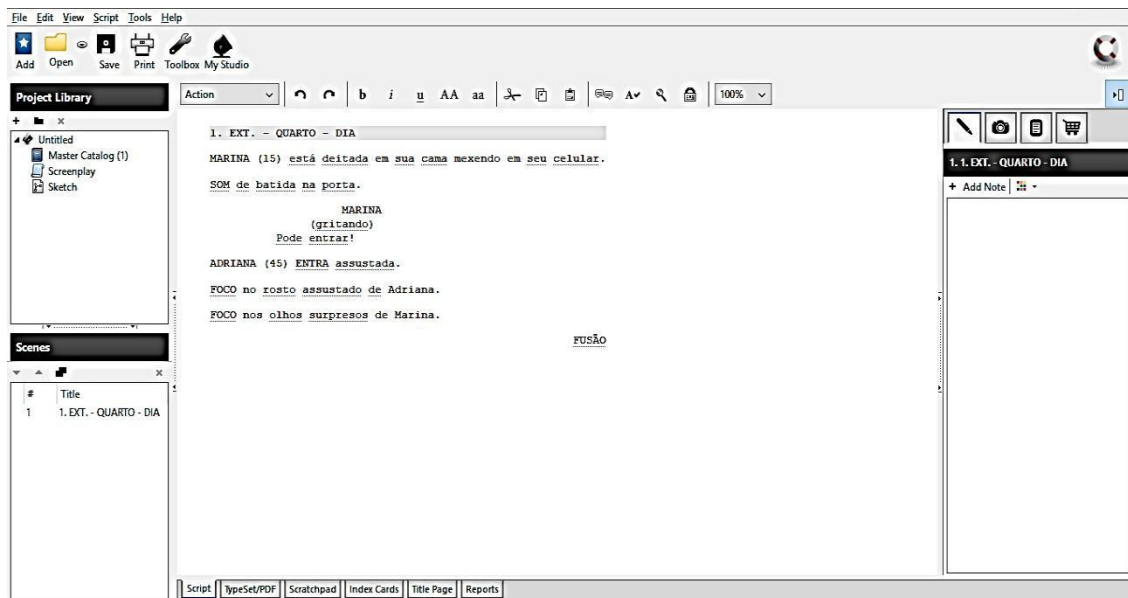 File Edit View Script Tools Help
Add Open Save Print Toolbox My Studio
Project Library
Action b i u AA aa 100%
Untitled
Master Catalog (1)
Screenplay
Sketch
1. EXT. - QUARTO - DIA
MARINA (15) está deitada em sua cama mexendo em seu celular.
SOM de batida na porta.
MARINA
(gritando)
Pode entrar!
ADRIANA (45) ENTRA assustada.
FOCO no rosto assustado de Adriana.
FOCO nos olhos surpresos de Marina.
FUSÃO
1. 1. EXT. - QUARTO - DIA
+ Add Note
Scenes
# Title
1 1. EXT. - QUARTO - DIA
Script TypeSet/PDF Scratchpad Index Cards Title Page Reports